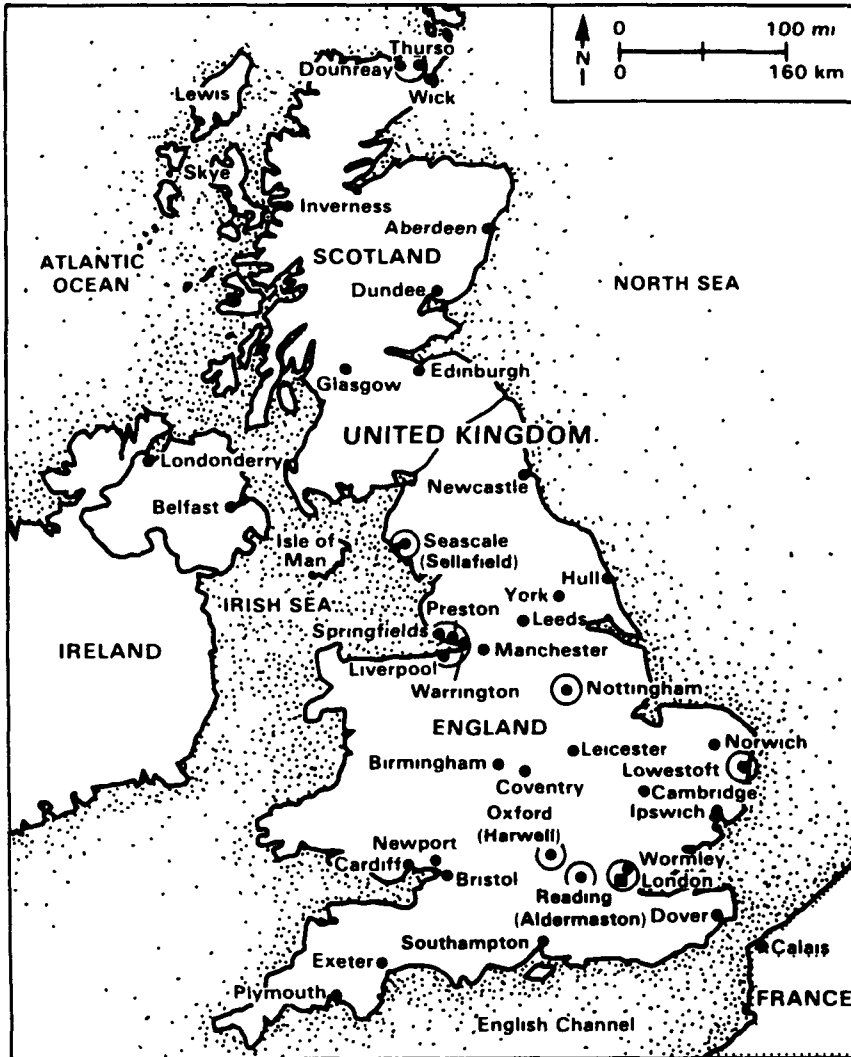 0 100 mi
N
0 160 km
Thurso
Dounreay
Wick
Lewis
Skye
Inverness
Aberdeen
SCOTLAND
ATLANTIC
OCEAN
NORTH SEA
Dundee
Glasgow
Edinburgh
UNITED KINGDOM
Londonderry
Newcastle
Belfast
Isle of
Man
Seascale
(Sellafield)
Hull
York
IRISH SEA
Preston
Leeds
Springfields
IRELAND
Manchester
Liverpool
Warrington
Nottingham
ENGLAND
Norwich
Leicester
Birmingham
Lowestoft
Coventry
Cambridge
Ipswich
Oxford
(Harwell)
Newport
Wormley
Cardiff
London
Bristol
Reading
(Aldermaston)
Dover
Southampton
Calais
Exeter
Plymouth
FRANCE
English Channel